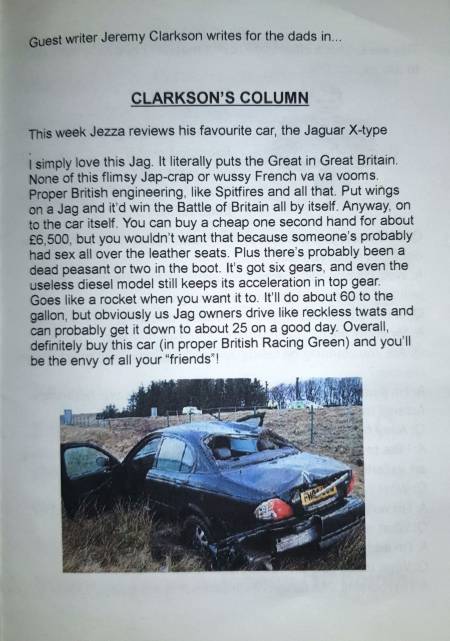 Guest writer Jeremy Clarkson writes for the dads in...
CLARKSON'S COLUMN
This week Jezza reviews his favourite car, the Jaguar X-type
.
I simply love this Jag. It literally puts the Great in Great Britain.
None of this flimsy Jap-crap or wussy French va va vooms.
Proper British engineering, like Spitfires and all that. Put wings
on a Jag and it'd win the Battle of Britain all by itself. Anyway, on
to the car itself. You can buy a cheap one second hand for about
£6,500, but you wouldn't want that because someone's probably
had sex all over the leather seats. Plus there's probably been a
dead peasant or two in the boot. It's got six gears, and even the
useless diesel model still keeps its acceleration in top gear.
Goes like a rocket when you want it to. It'll do about 60 to the
gallon, but obviously us Jag owners drive like reckless twats and
can probably get it down to about 25 on a good day. Overall,
definitely buy this car (in proper British Racing Green) and you'll
be the envy of all your "friends"!